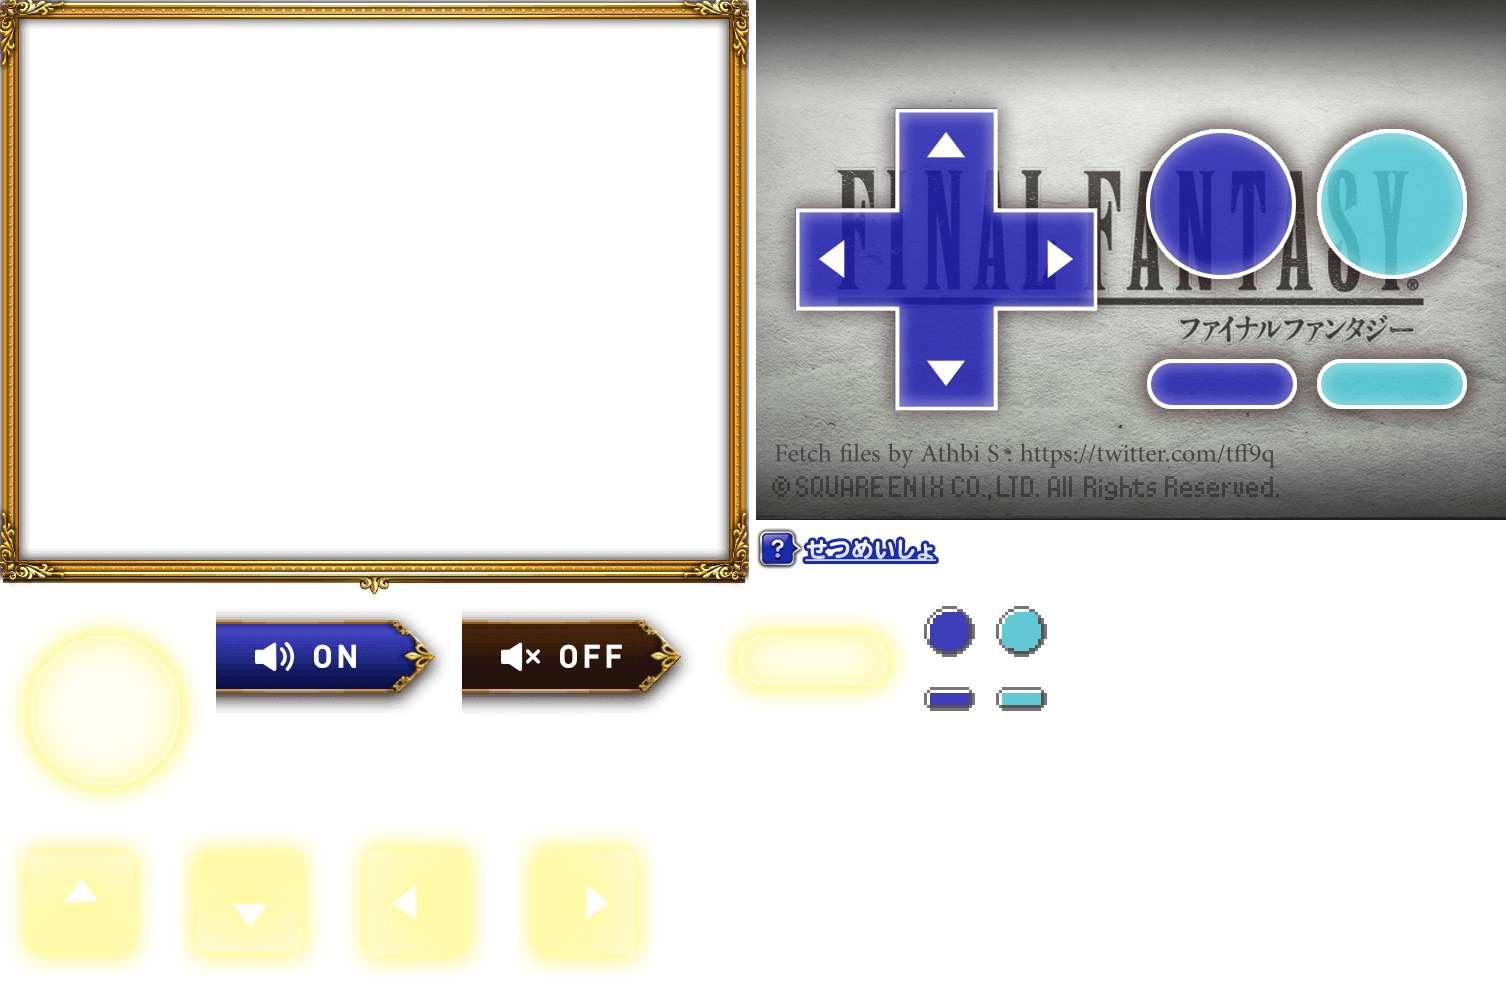 FINAL FANTASY®
ファイナルファンタジー
Fetch files by Athbi S : https://twitter.com/tff9q
© SQUARE ENIX CO., LTD. All Rights Reserved.
? せつめいしょ
ON
OFF